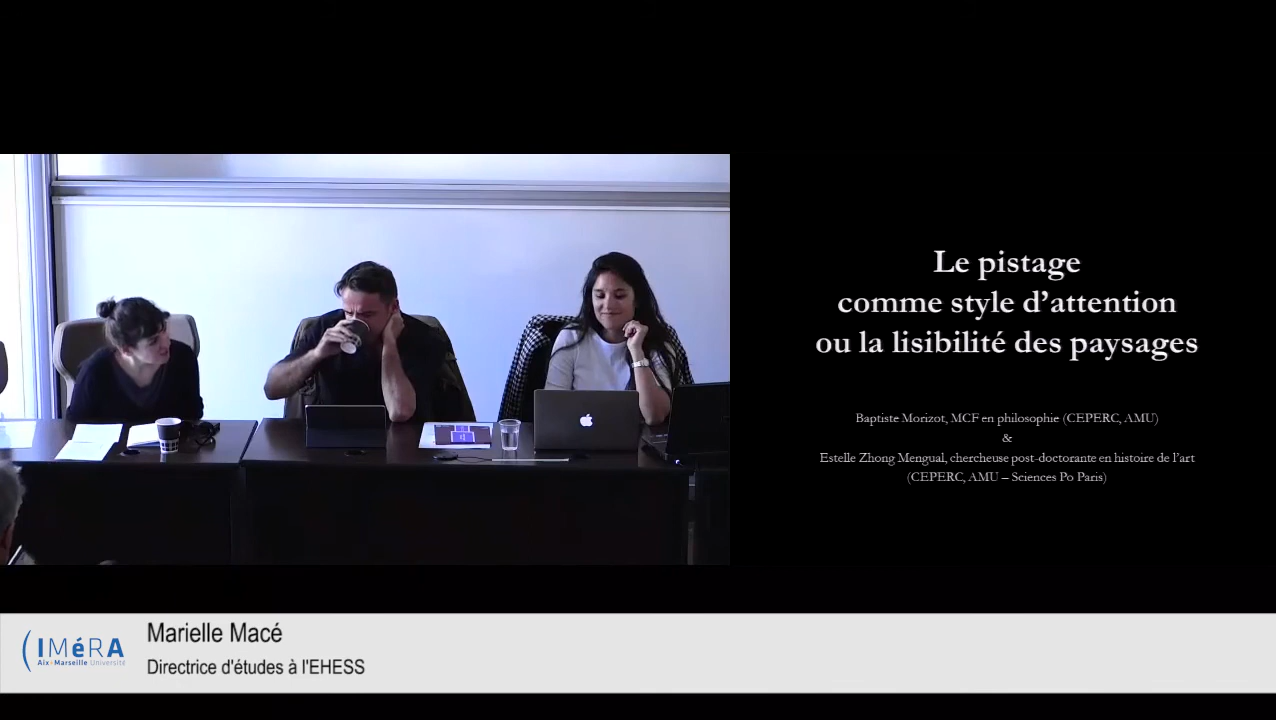 Le pistage
comme style d’attention
ou la lisibilité des paysages
Baptiste Morizot, MCF en philosophie (CEPERC, AMU)
&
Estelle Zhong Mengual, chercheuse post-doctorante en histoire de l’art
(CEPERC, AMU – Sciences Po Paris)
IMéRA
Aix*Marseille Université
Marielle Macé
Directrice d'études à l'EHESS